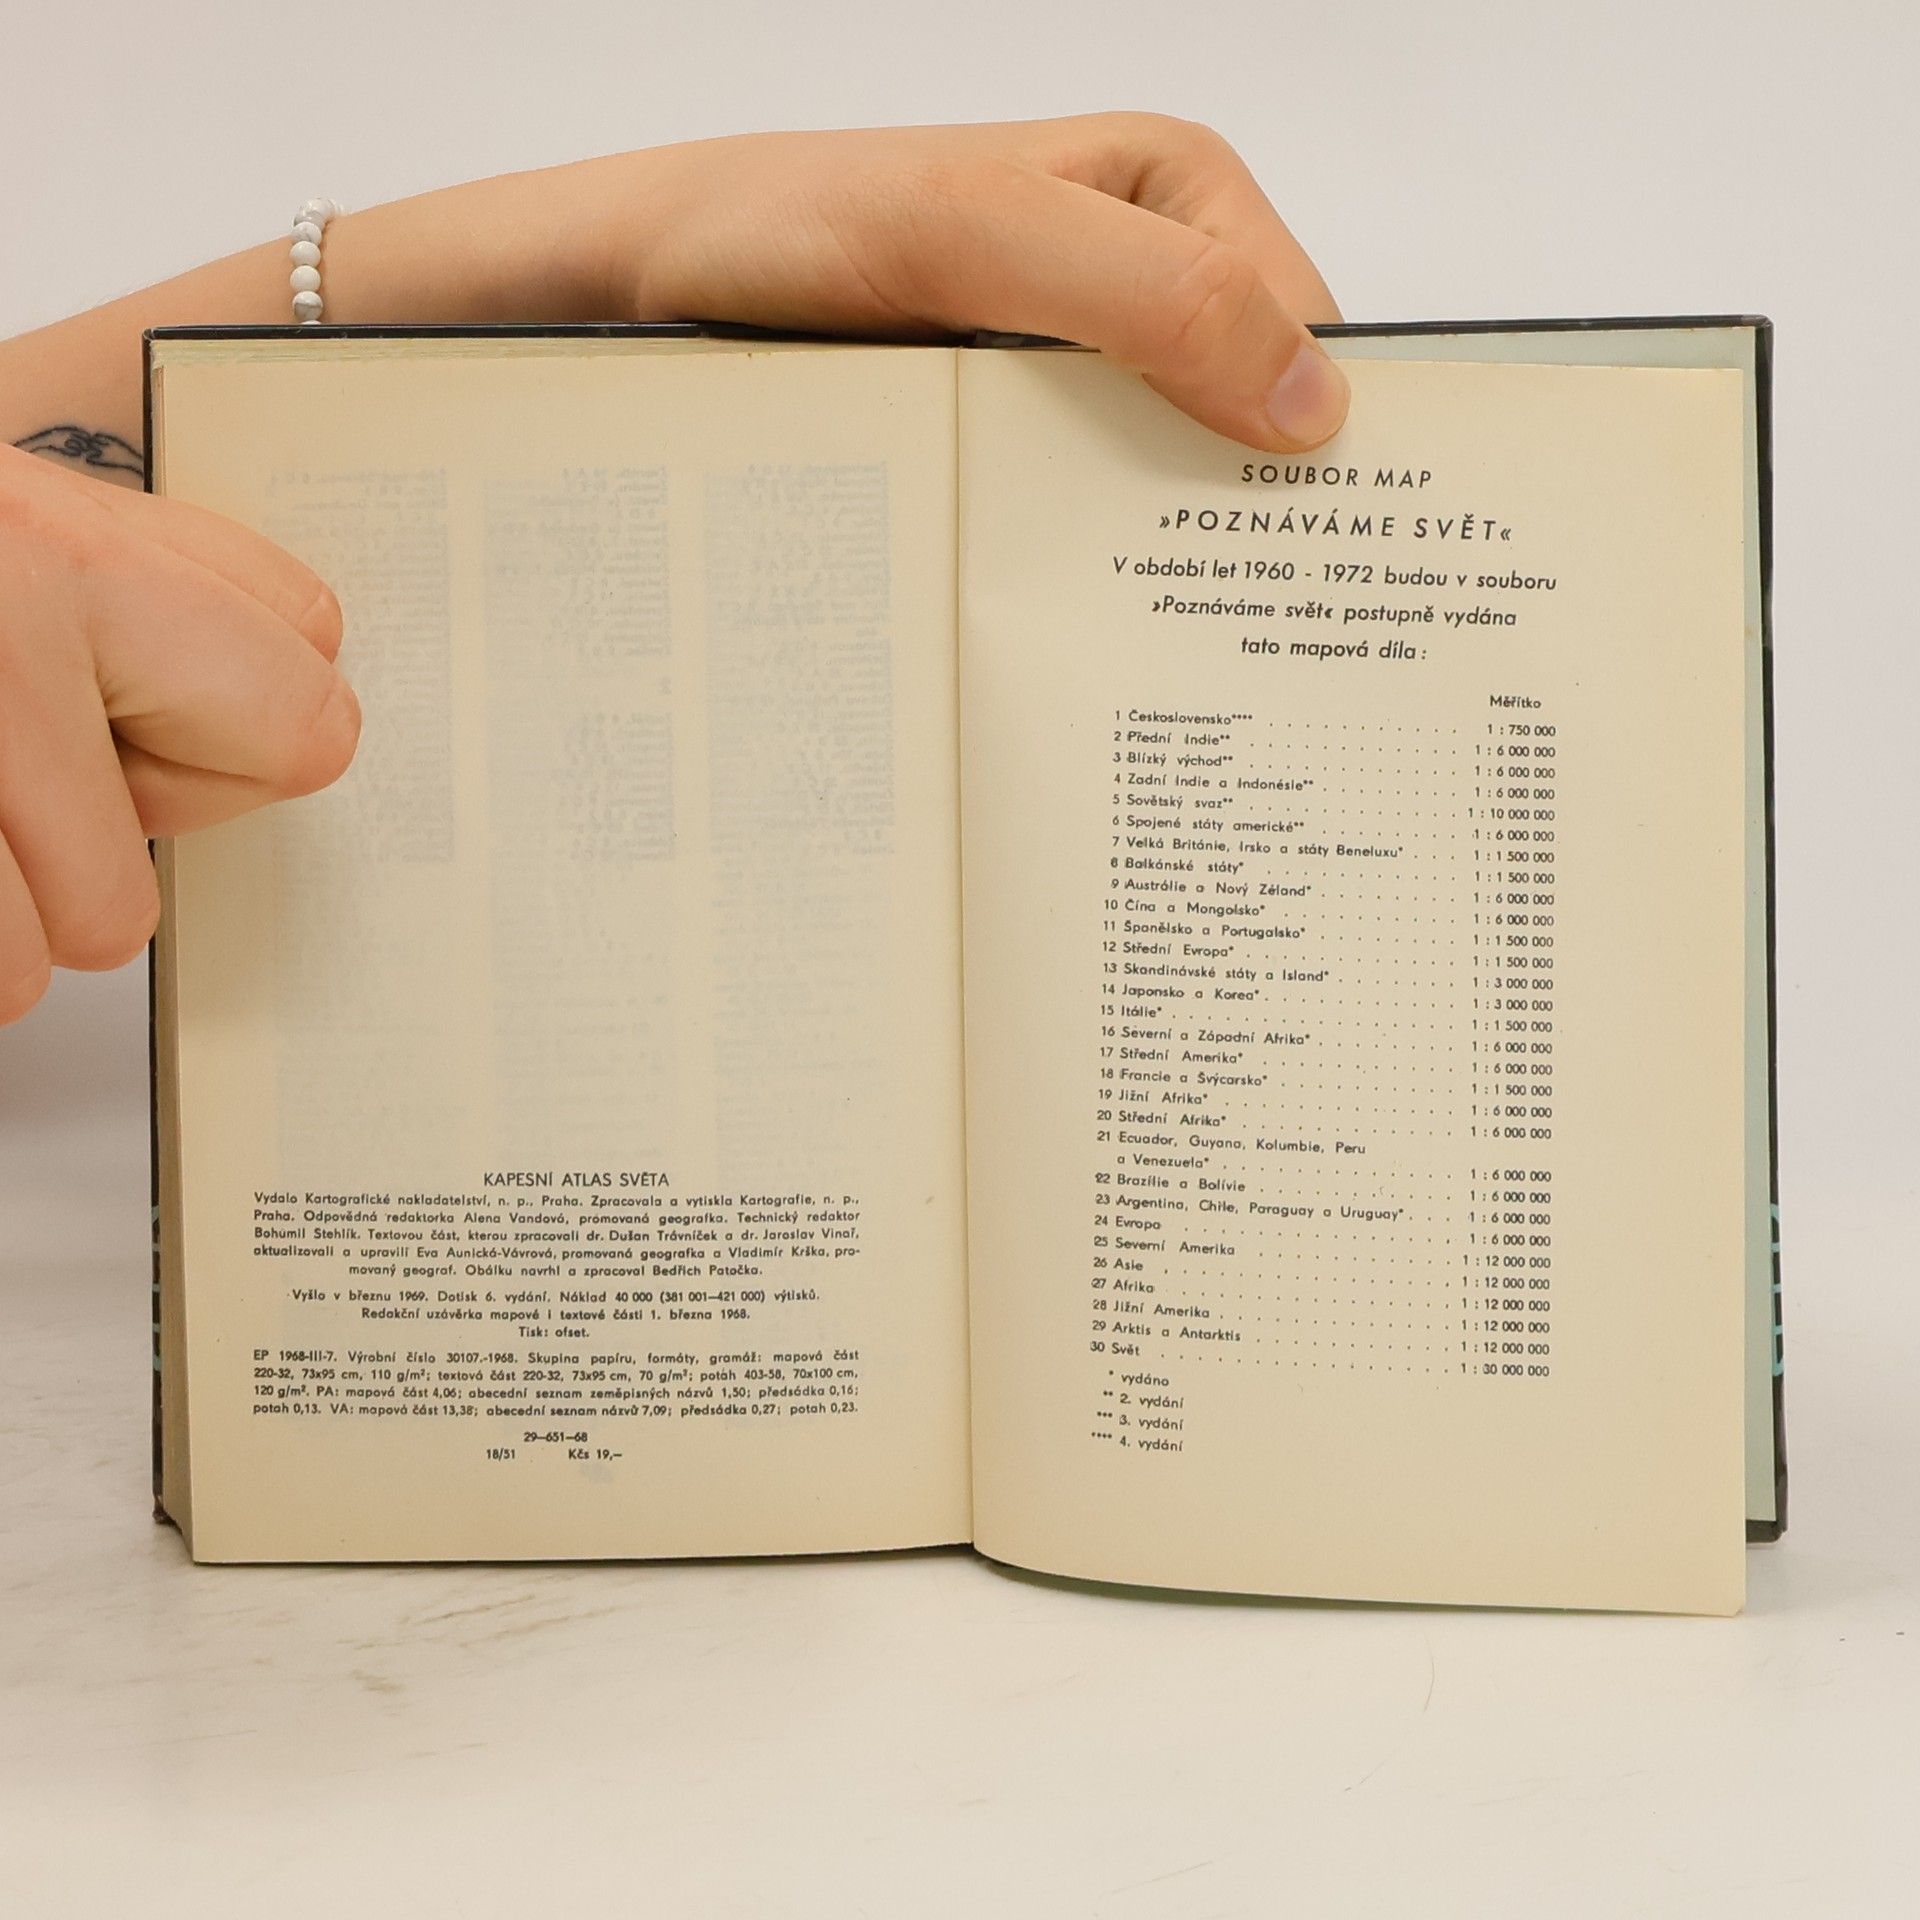 KAPESNÍ ATLAS SVĚTA
Vydalo Kartografické nakladatelství, n. p., Praha. Zpracovala a vytiskla Kartografie, n. p.,
Praha. Odpovědná redaktorka Alena Vandová, promovaná geografka. Technický redaktor
Bohumil Stehlík. Textovou část, kterou zpracovali dr. Dušan Trávníček a dr. Jaroslav Vinař,
aktualizovali a upravili Eva Aunická-Vávrová, promovaná geografka a Vladimír Krška, pro-
movaný geograf. Obálku navrhl a zpracoval Bedřich Patočka.
Vyšlo v březnu 1969. Dotisk 6. vydání. Náklad 40 000 (381 001—421 000) výtisků.
Redakční uzávěrka mapové i textové části 1. března 1968.
Tisk: ofset.
EP 1968-III-7. Výrobní číslo 30107.-1968. Skupina papíru, formáty, gramáž: mapová část
220-32, 73x95 cm, 110 g/m²; textová část 220-32, 73x95 cm, 70 g/m²; potah 403-58, 70x100 cm,
120 g/m². PA: mapová část 4,06; abecední seznam zeměpisných názvů 1,50; předsádka 0,16;
potah 0,13. VA: mapová část 13,38; abecední seznam názvů 7,09; předsádka 0,27; potah 0,23.
29—651—68
18/51 Kčs 19,—
SOUBOR MAP
»POZNÁVÁME SVĚT«
V období let 1960 - 1972 budou v souboru
»Poznáváme svět« postupně vydána
tato mapová díla:
Měřítko
1 Československo**** . . . . . . . . . . . 1 : 750 000
2 Přední Indie** . . . . . . . . . . . . 1 : 6 000 000
3 Blízký východ** . . . . . . . . . . . . 1 : 6 000 000
4 Zadní Indie a Indonésie** . . . . . . . . 1 : 6 000 000
5 Sovětský svaz** . . . . . . . . . . . . 1 : 10 000 000
6 Spojené státy americké** . . . . . . . . 1 : 6 000 000
7 Velká Británie, Irsko a státy Beneluxu* . . . 1 : 1 500 000
8 Balkánské státy* . . . . . . . . . . . 1 : 1 500 000
9 Austrálie a Nový Zéland* . . . . . . . . 1 : 6 000 000
10 Čína a Mongolsko* . . . . . . . . . . 1 : 6 000 000
11 Španělsko a Portugalsko* . . . . . . . . 1 : 1 500 000
12 Střední Evropa* . . . . . . . . . . . . 1 : 1 500 000
13 Skandinávské státy a Island* . . . . . . . 1 : 3 000 000
14 Japonsko a Korea* . . . . . . . . . . . 1 : 3 000 000
15 Itálie* . . . . . . . . . . . . . . . . 1 : 1 500 000
16 Severní a Západní Afrika* . . . . . . . . 1 : 6 000 000
17 Střední Amerika* . . . . . . . . . . . 1 : 6 000 000
18 Francie a Švýcarsko* . . . . . . . . . . 1 : 1 500 000
19 Jižní Afrika* . . . . . . . . . . . . . 1 : 6 000 000
20 Střední Afrika* . . . . . . . . . . . . 1 : 6 000 000
21 Ecuador, Guyana, Kolumbie, Peru
a Venezuela* . . . . . . . . . . . . . 1 : 6 000 000
22 Brazílie a Bolívie . . . . . . . . . . . 1 : 6 000 000
23 Argentina, Chile, Paraguay a Uruguay* . . . 1 : 6 000 000
24 Evropa . . . . . . . . . . . . . . . 1 : 6 000 000
25 Severní Amerika . . . . . . . . . . . 1 : 12 000 000
26 Asie . . . . . . . . . . . . . . . . 1 : 12 000 000
27 Afrika . . . . . . . . . . . . . . . 1 : 12 000 000
28 Jižní Amerika . . . . . . . . . . . . . 1 : 12 000 000
29 Arktis a Antarktis . . . . . . . . . . . 1 : 12 000 000
30 Svět . . . . . . . . . . . . . . . . 1 : 30 000 000
* vydáno
** 2. vydání
*** 3. vydání
**** 4. vydání